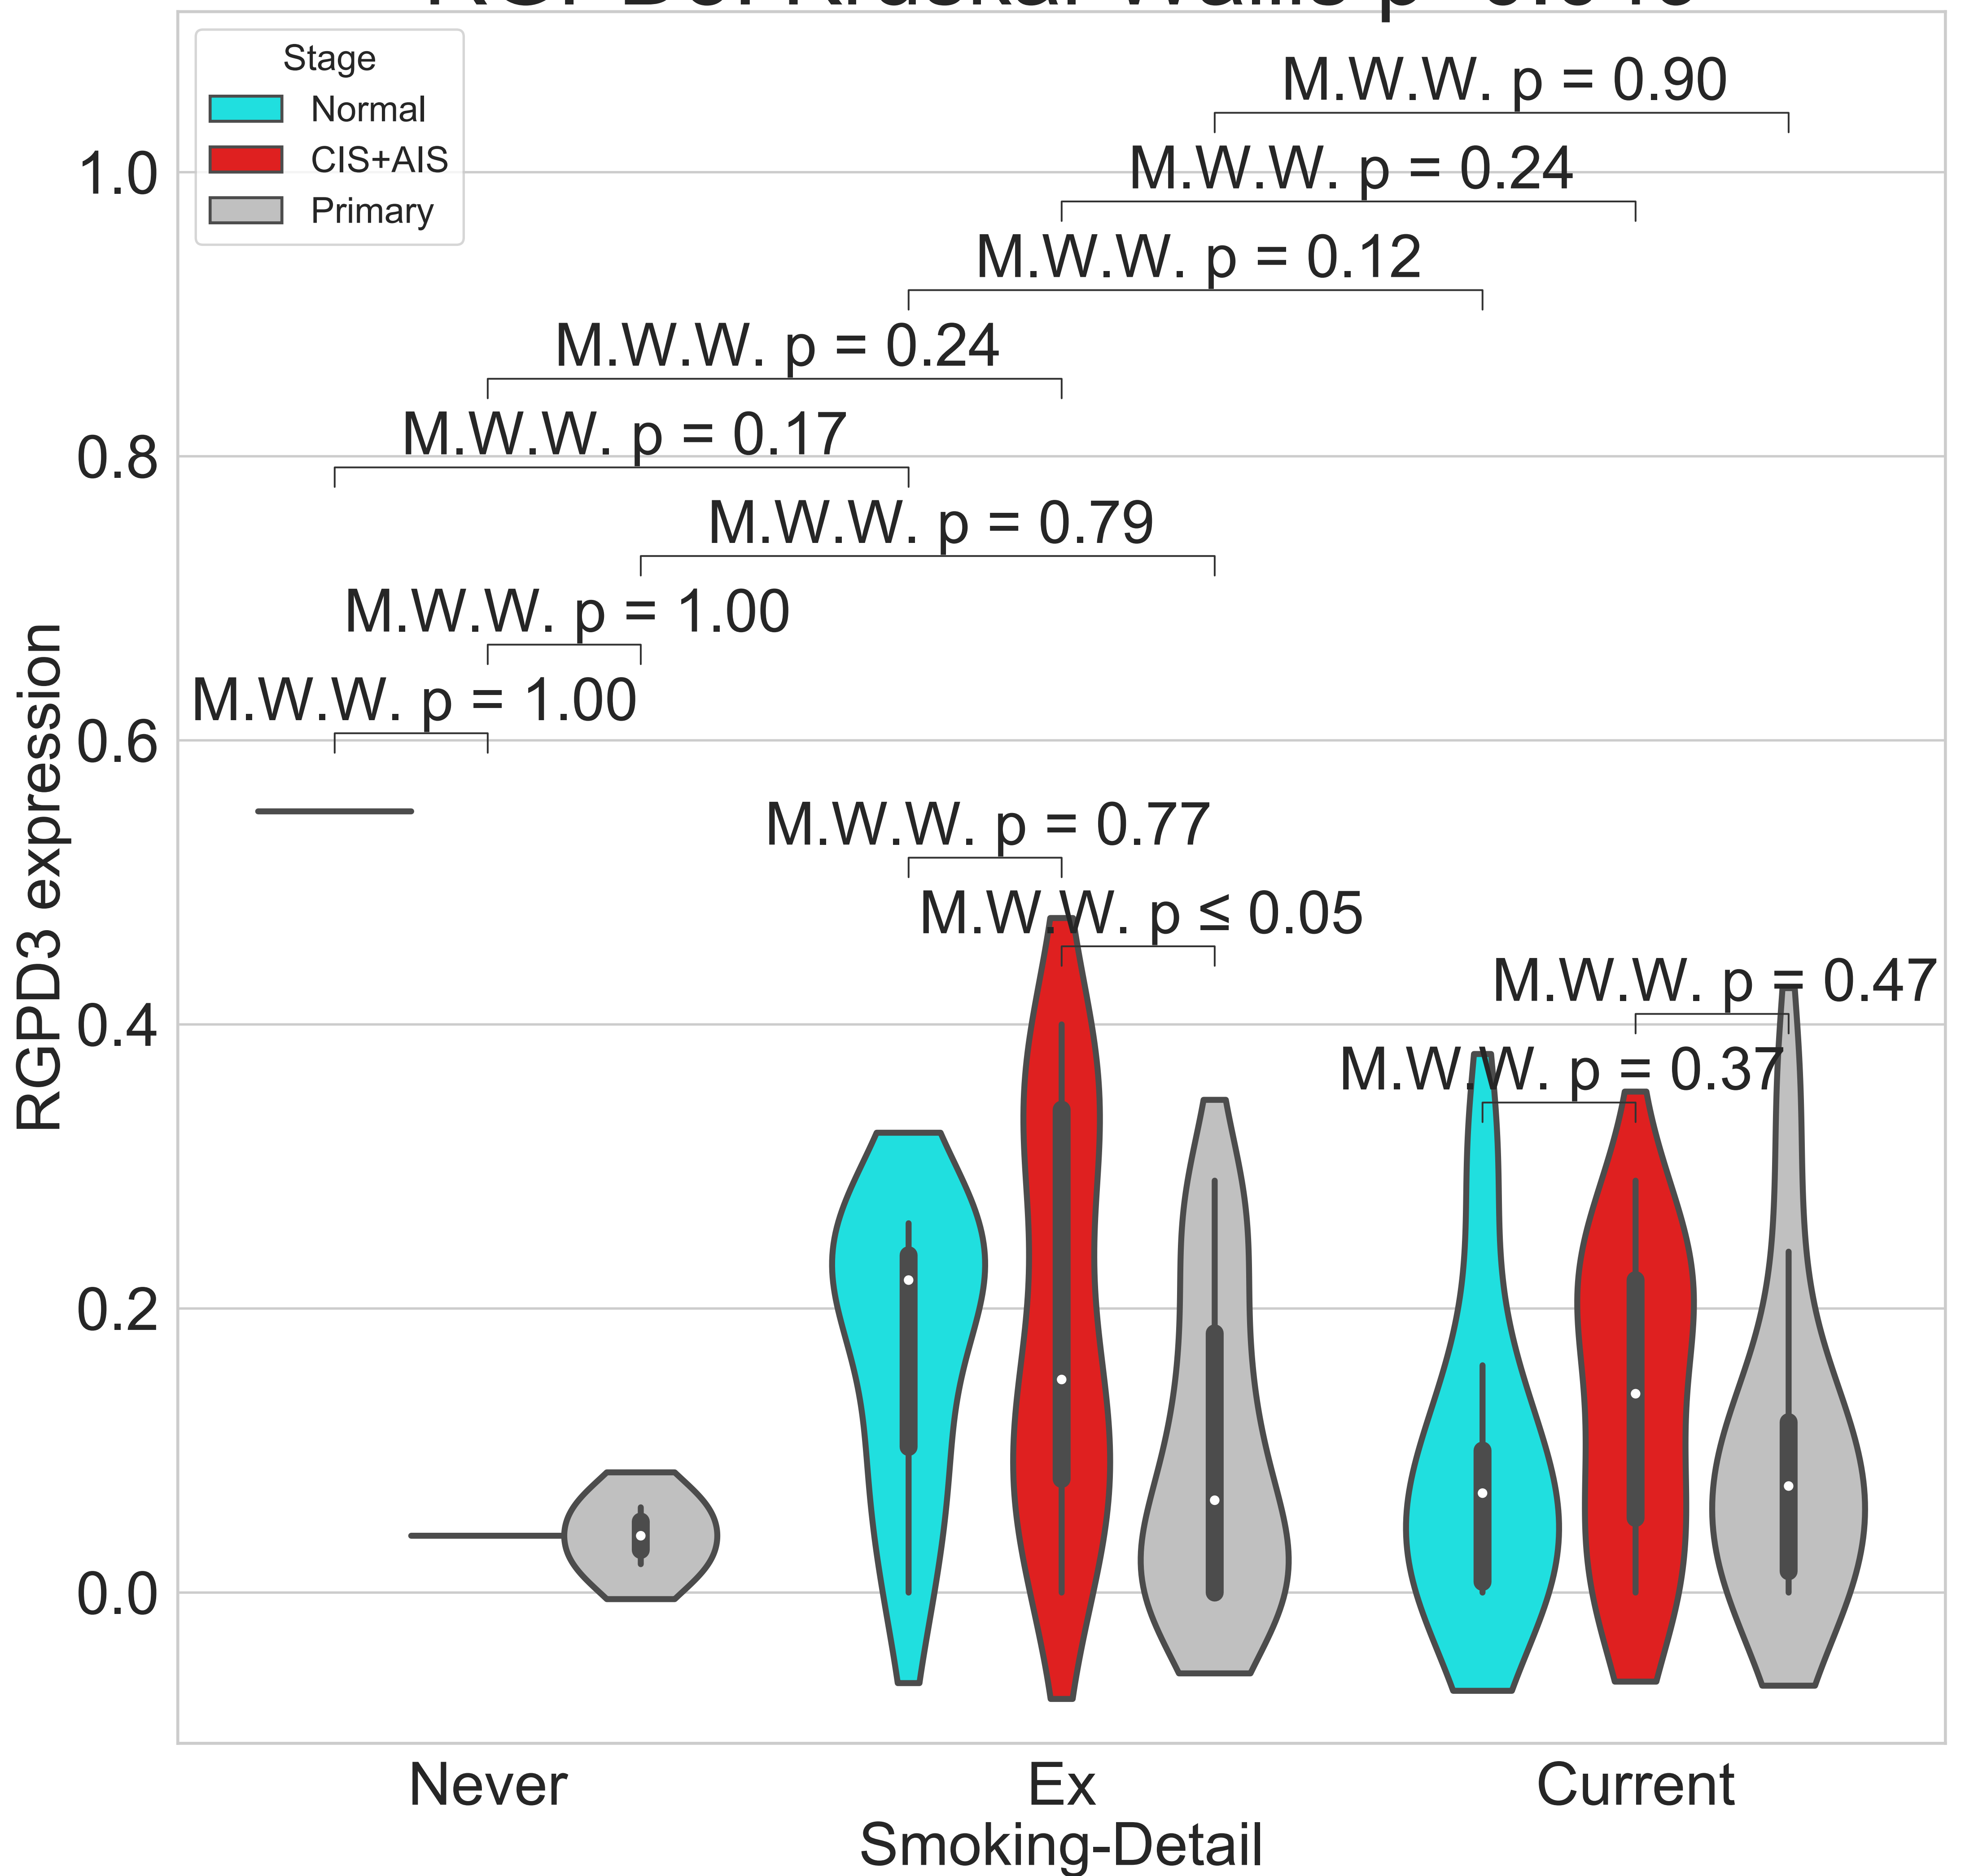 Stage
Normal
CIS+AIS
Primary
M.W.W. p = 0.90
M.W.W. p = 0.24
M.W.W. p = 0.12
M.W.W. p = 0.24
M.W.W. p = 0.17
M.W.W. p = 0.79
M.W.W. p = 1.00
M.W.W. p = 1.00
M.W.W. p = 0.77
M.W.W. p ≤ 0.05
M.W.W. p = 0.47
M.W.W. p = 0.37
1.0
0.8
0.6
0.4
0.2
0.0
RGPD3 expression
Never
Ex
Current
Smoking-Detail